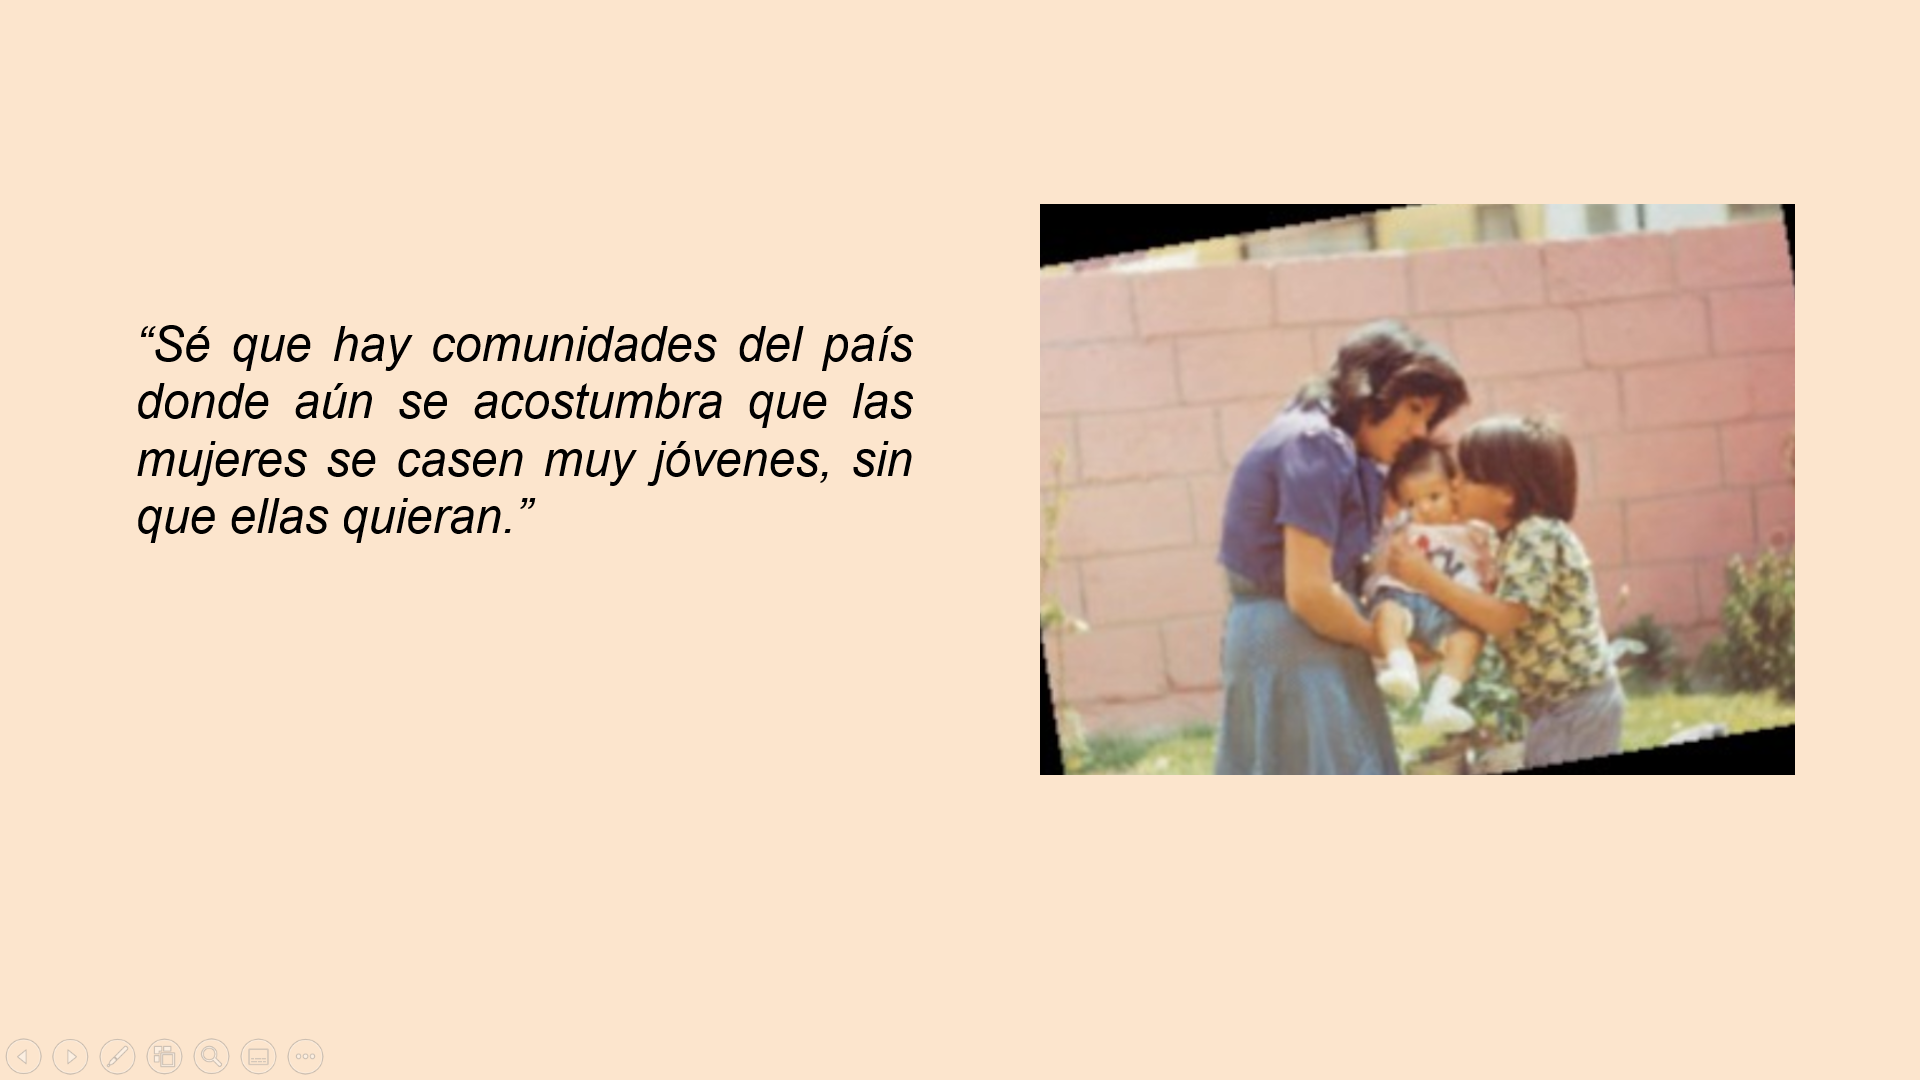 “Sé que hay comunidades del país
donde aún se acostumbra que las
mujeres se casen muy jóvenes, sin
que ellas quieran.”